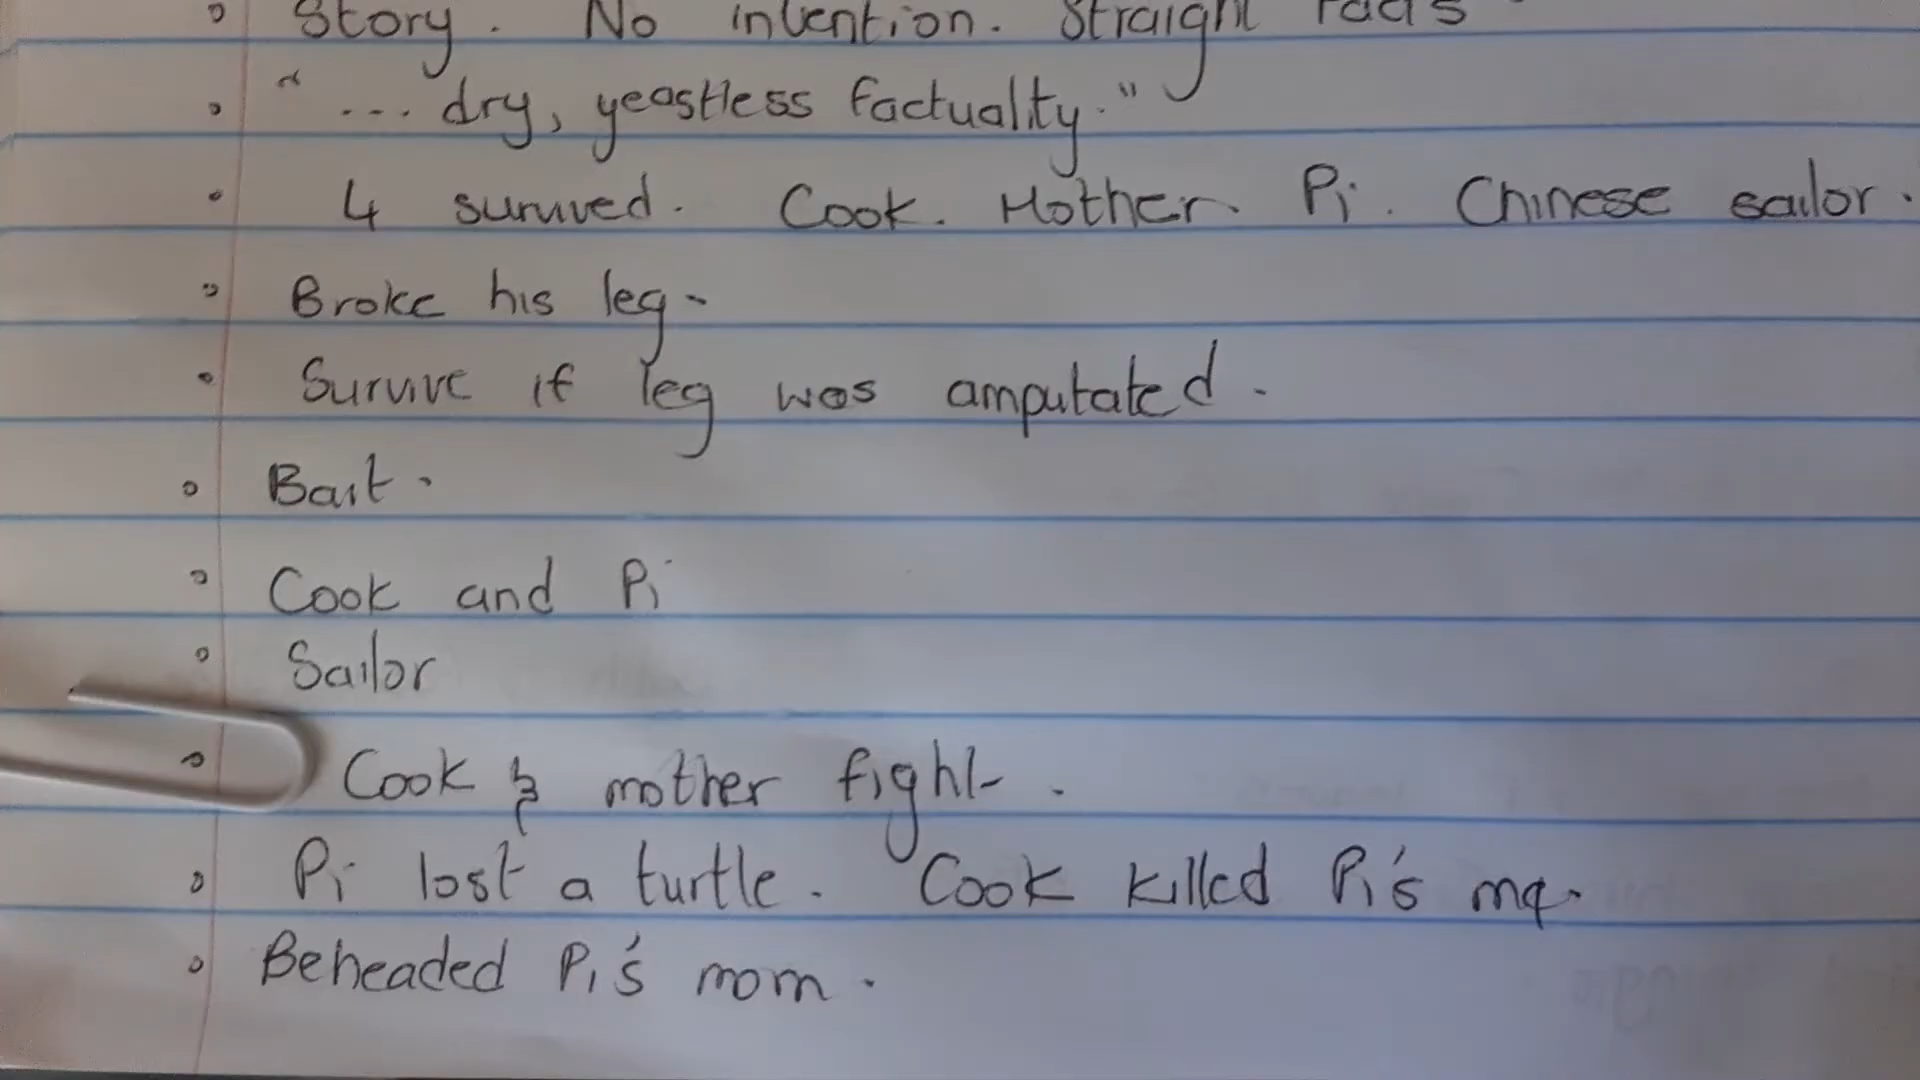 Story. No invention. Straight facts
" ... dry, yeastless factuality."
4 survived. Cook. Mother. Pi. Chinese sailor.
Broke his leg.
Survive if leg was amputated.
Bait.
Cook and Pi
Sailor
Cook & mother fight.
Pi lost a turtle. Cook killed Pi's
Beheaded Pi's mom.